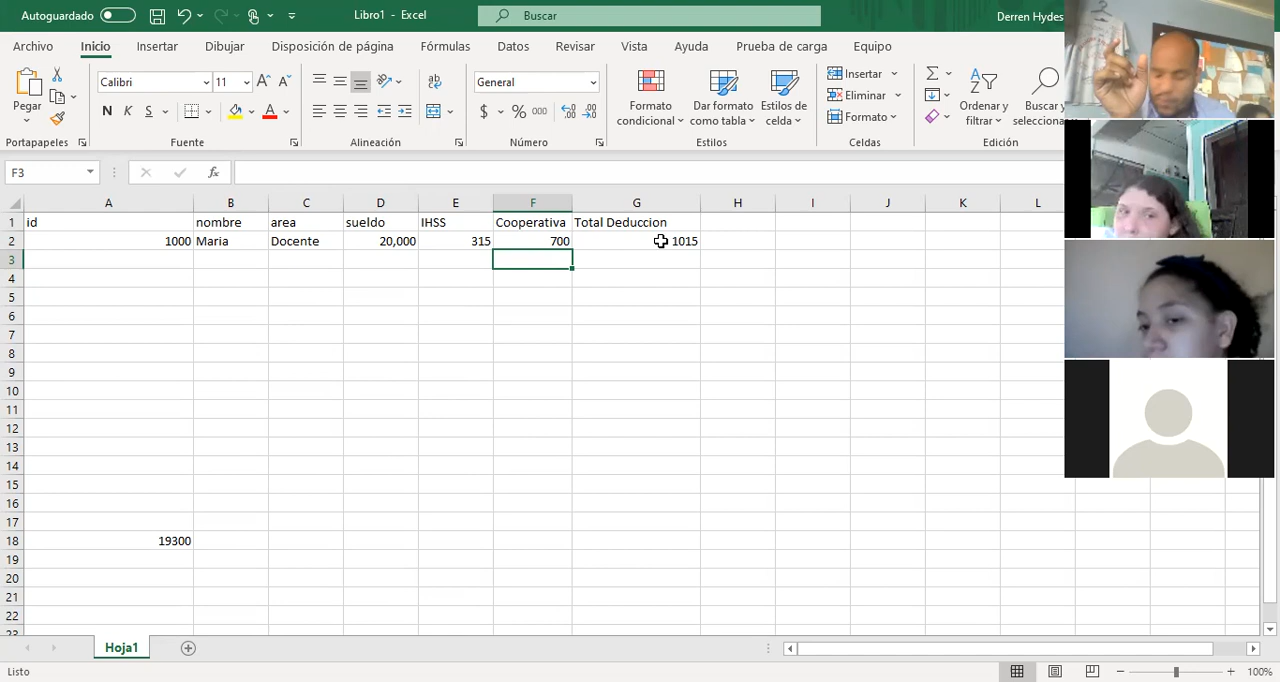 Autoguardado Libro1 - Excel Buscar Derren Hydes
Archivo Inicio Insertar Dibujar Disposición de página Fórmulas Datos Revisar Vista Ayuda Prueba de carga Equipo
Pegar
Calibri 11
N K S
General
$ % 000
Formato condicional
Dar formato como tabla
Estilos de celda
Insertar
Eliminar
Formato
Ordenar y filtrar
Buscar y selecciona
Portapapeles Fuente Alineación Número Estilos Celdas Edición
F3 fx
A B C D E F G H I J K L
1 id nombre area sueldo IHSS Cooperativa Total Deduccion
2 1000 Maria Docente 20,000 315 700 1015
3
4
5
6
7
8
9
10
11
12
13
14
15
16
17
18 19300
19
20
21
22
23
Hoja1
Listo 100%